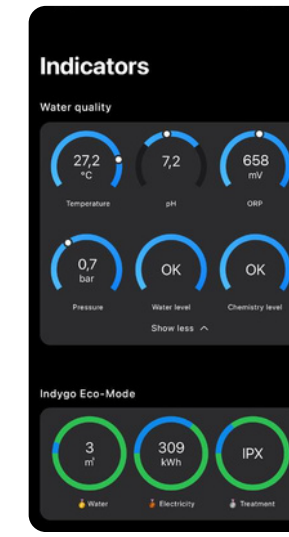 Indicators
Water quality
27,2
°C
7,2
658
mV
Temperature
pH
ORP
0,7
bar
OK
OK
Pressure
Water level
Chemistry level
Show less
Indygo Eco-Mode
3
m³
309
kWh
IPX
Water
Electricity
Treatment